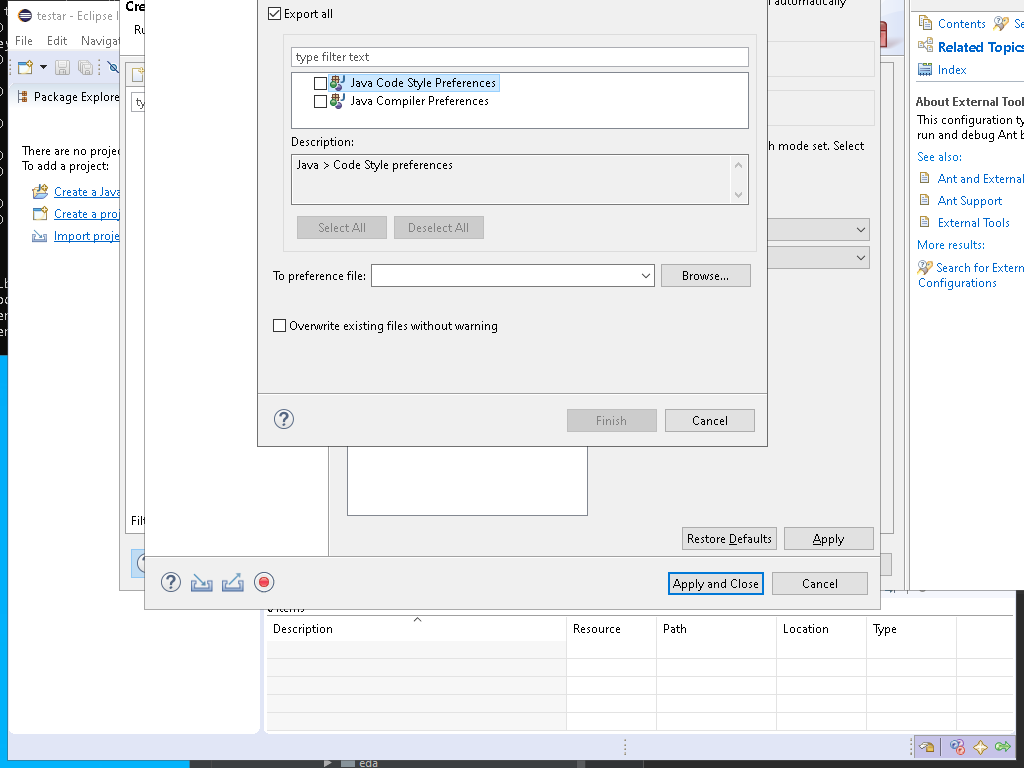 testar - Eclipse I
Cre
File Edit Navigat
Ru
Export all
automatically
Contents
Se
Related Topics
Index
type filter text
ty
Package Explore
Java Code Style Preferences
Java Compiler Preferences
About External Tool
This configuration ty
run and debug Ant b
There are no projec
To add a project:
Description:
h mode set. Select
See also:
Java > Code Style preferences
Create a Java
Create a proj
Import proje
Ant and External
Ant Support
External Tools
Select All
Deselect All
More results:
Search for Extern
Configurations
To preference file:
Browse...
Overwrite existing files without warning
Finish
Cancel
Filt
Restore Defaults
Apply
Apply and Close
Cancel
Description
Resource
Path
Location
Type
eda